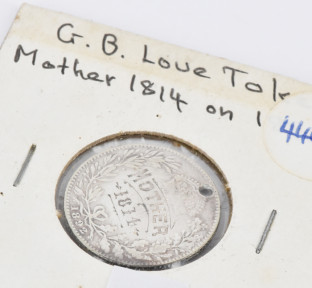 G. B. Love Tok
Mother 1814 on 1
44
MOTHER
1814